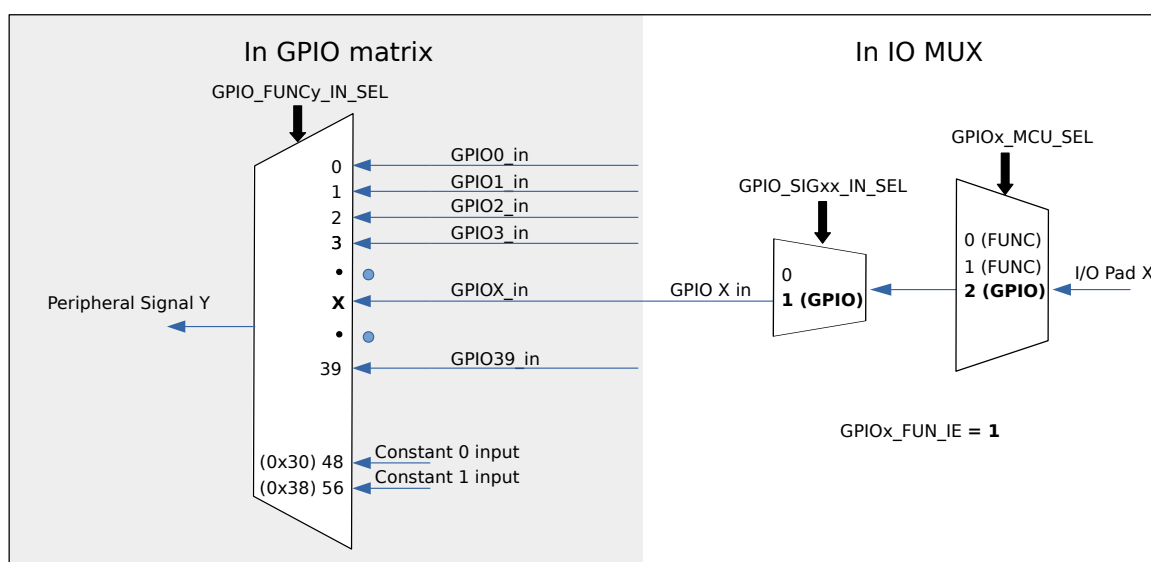 In GPIO matrix
In IO MUX
GPIO_FUNCy_IN_SEL
GPIOx_MCU_SEL
GPIO_SIGxx_IN_SEL
0
GPIO0_in
1
GPIO1_in
2
GPIO2_in
3
GPIO3_in
0 (FUNC)
1 (FUNC)
2 (GPIO)
I/O Pad X
0
1 (GPIO)
GPIO X in
GPIOX_in
X
Peripheral Signal Y
39
GPIO39_in
GPIOx_FUN_IE = 1
(0x30) 48
Constant 0 input
(0x38) 56
Constant 1 input